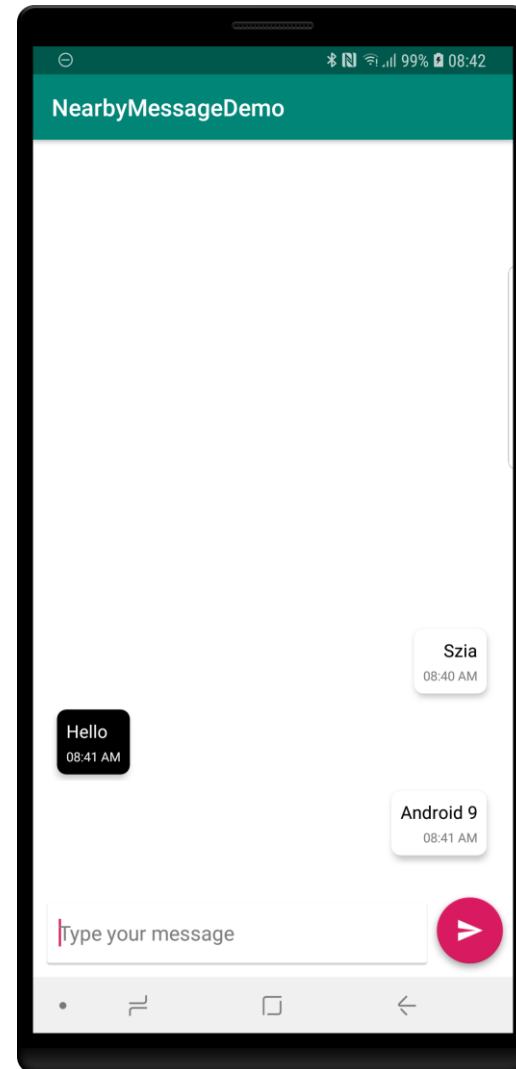 99% 08:42
NearbyMessageDemo
Szia
08:40 AM
Hello
08:41 AM
Android 9
08:41 AM
Type your message